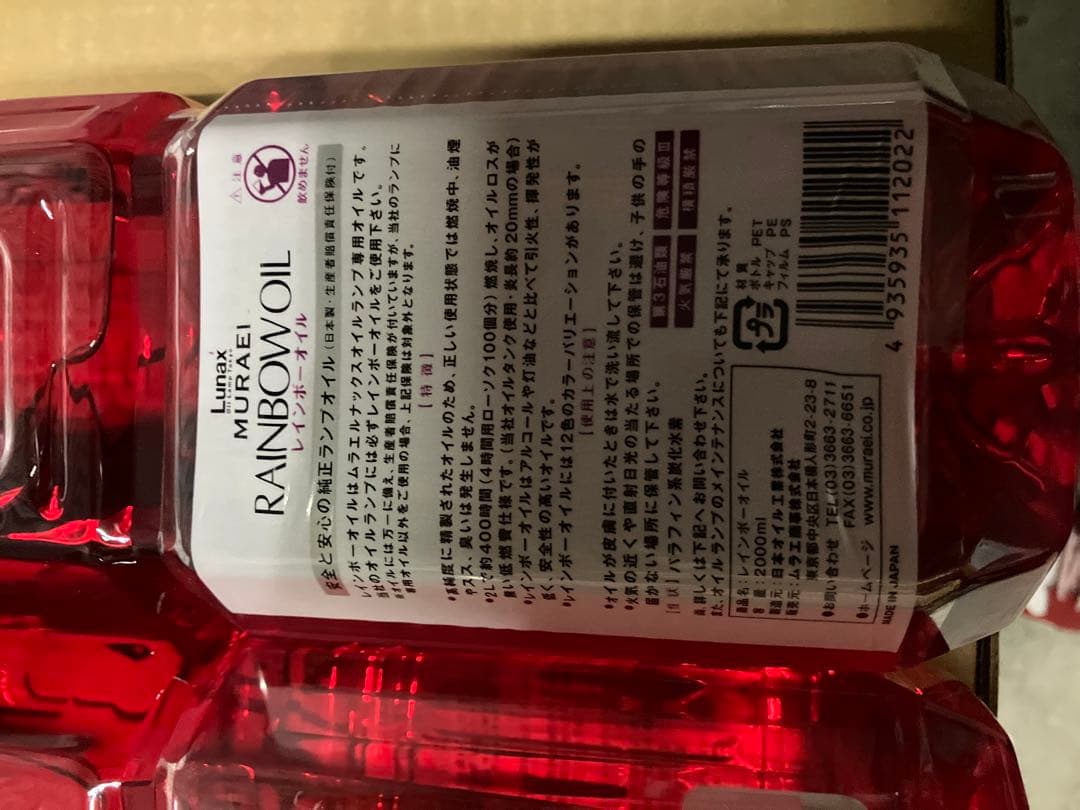 Lunax
Oil Lamp Tokyo
MURAEI
RAINBOW OIL
レインボーオイル
⚠注意
飲めません
安全と安心の純正ランプオイル（日本製・生産者賠償責任保険付）
レインボーオイルはムラエルナックスオイルランプ専用オイルです。
当社のオイルランプには必ずレインボーオイルをご使用下さい。
本オイルには万一に備え、生産者賠償責任保険が付いていますが、当社のランプに
専用オイル以外をご使用の場合、上記保険は対象外となります。
[特徴]
*高純度に精製されたオイルのため、正しい使用状態では燃焼中、油煙
やスス、臭いは発生しません。
*2Lで約400時間(4時間用ローソク100個分)燃焼し、オイルロスが
無い低燃費仕様です。(当社オイルタンク使用・炎長約20mmの場合)
*レインボーオイルはアルコールや灯油などと比べて引火性、揮発性が
低く、安全性の高いオイルです。
*レインボーオイルには12色のカラーバリエーションがあります。
[使用上の注意]
*オイルが皮膚に付いたときは水で洗い流して下さい。
*火気の近くや直射日光の当たる場所での保管は避け、子供の手の
届かない場所に保管して下さい。
[性状] パラフィン系炭化水素
第3石油類 危険等級Ⅲ
火気厳禁 横積厳禁
尚、詳しくは下記へお問い合わせ下さい。
また、オイルランプのメインテナンスについても下記にて承ります。
商品名:レインボーオイル
容量:2000ml
製造元:日本オイル工業株式会社
販売元:ムラエ商事株式会社
東京都中央区日本橋人形町2-23-8
●お問い合わせ TEL(03)3663-2711
FAX(03)3663-6651
●ホームページ www.muraei.co.jp
MADE IN JAPAN
プラ
材質
ボトル PET
キャップ PE
フィルム PS
4 935935 112022